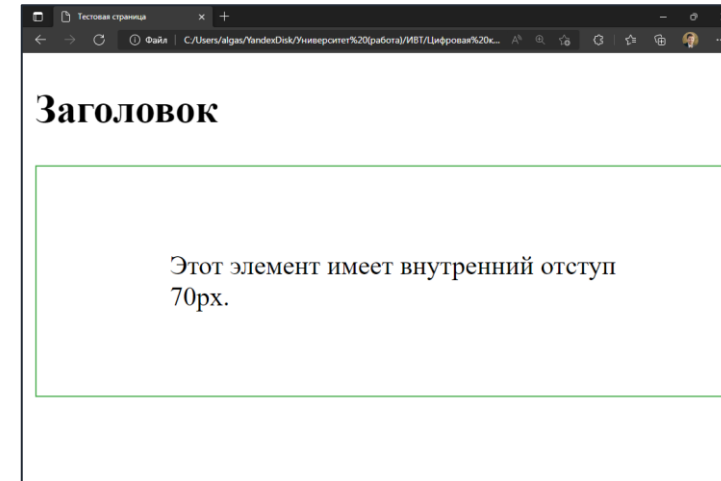 Тестовая страница
Файл
C:/Users/algas/YandexDisk/Университет%20(работа)/ИВТ/Цифровая%20к...
Заголовок
Этот элемент имеет внутренний отступ
70px.